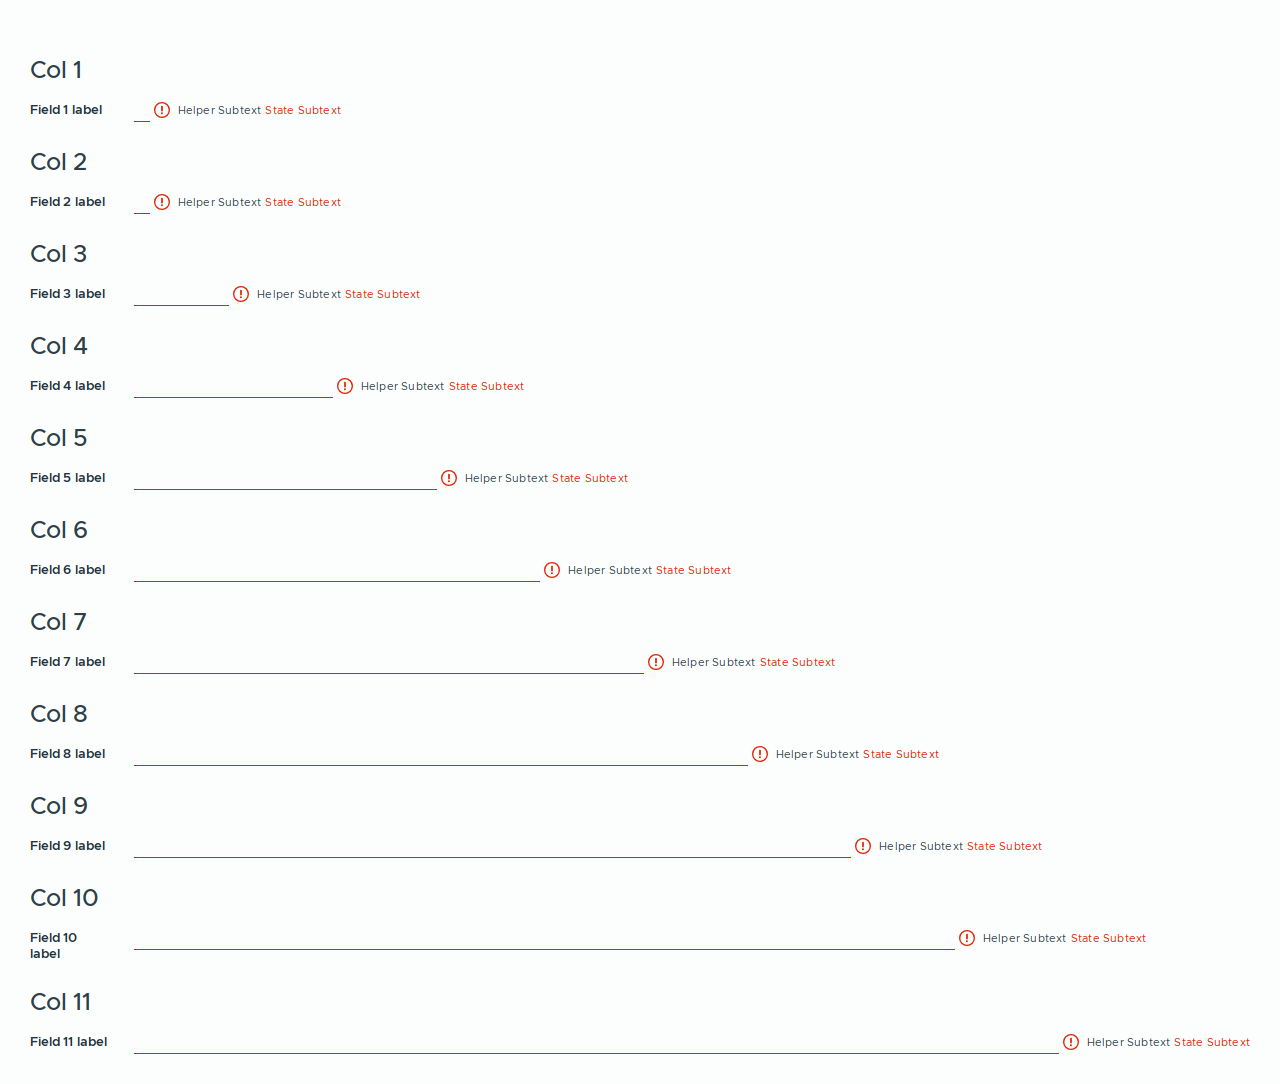 Col 1
Field 1 label Helper Subtext State Subtext
Col 2
Field 2 label Helper Subtext State Subtext
Col 3
Field 3 label Helper Subtext State Subtext
Col 4
Field 4 label Helper Subtext State Subtext
Col 5
Field 5 label Helper Subtext State Subtext
Col 6
Field 6 label Helper Subtext State Subtext
Col 7
Field 7 label Helper Subtext State Subtext
Col 8
Field 8 label Helper Subtext State Subtext
Col 9
Field 9 label Helper Subtext State Subtext
Col 10
Field 10 Helper Subtext State Subtext
label
Col 11
Field 11 label Helper Subtext State Subtext